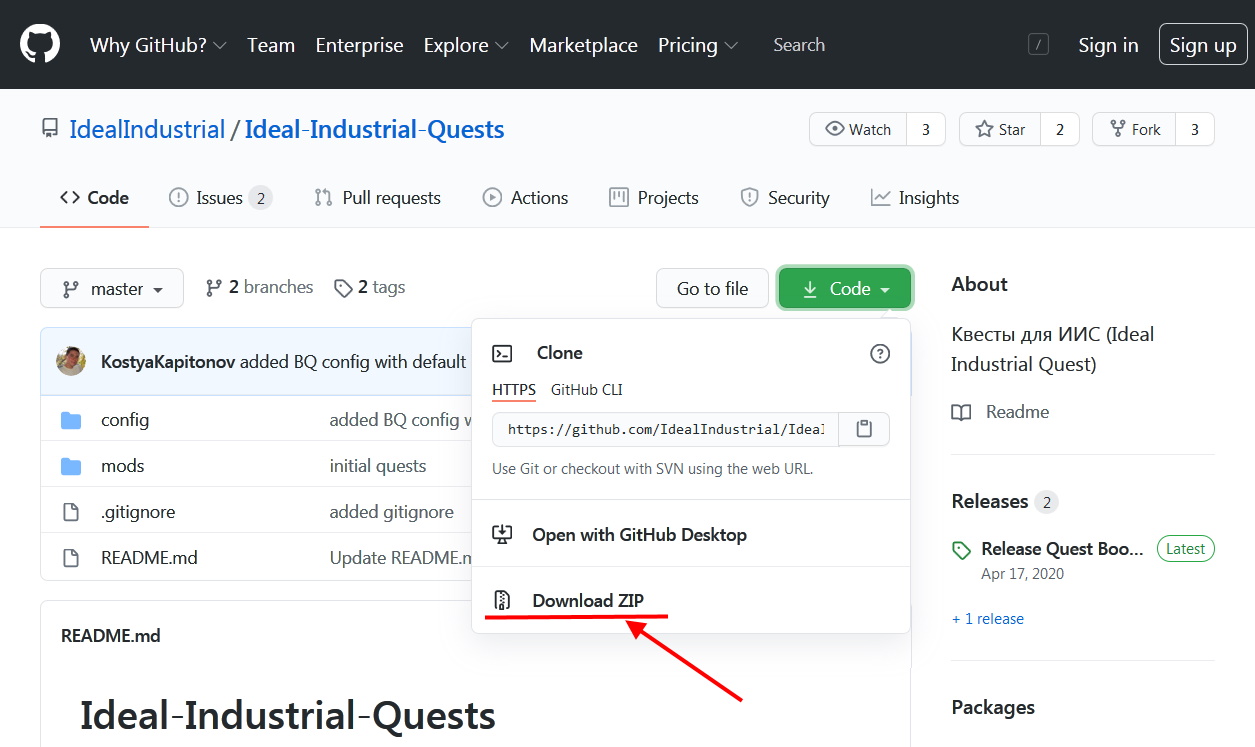 Why GitHub? Team Enterprise Explore Marketplace Pricing Search / Sign in Sign up
IdealIndustrial / Ideal-Industrial-Quests Watch 3 Star 2 Fork 3
Code Issues 2 Pull requests Actions Projects Security Insights
master 2 branches 2 tags Go to file Code
KostyaKapitonov added BQ config with default
config added BQ config w
mods initial quests
.gitignore added gitignore
README.md Update README.m
Clone
HTTPS GitHub CLI
https://github.com/IdealIndustrial/Ideal
Use Git or checkout with SVN using the web URL.
Open with GitHub Desktop
Download ZIP
README.md
Ideal-Industrial-Quests
About
Квесты для ИИС (Ideal
Industrial Quest)
Readme
Releases 2
Release Quest Boo... Latest
Apr 17, 2020
+ 1 release
Packages